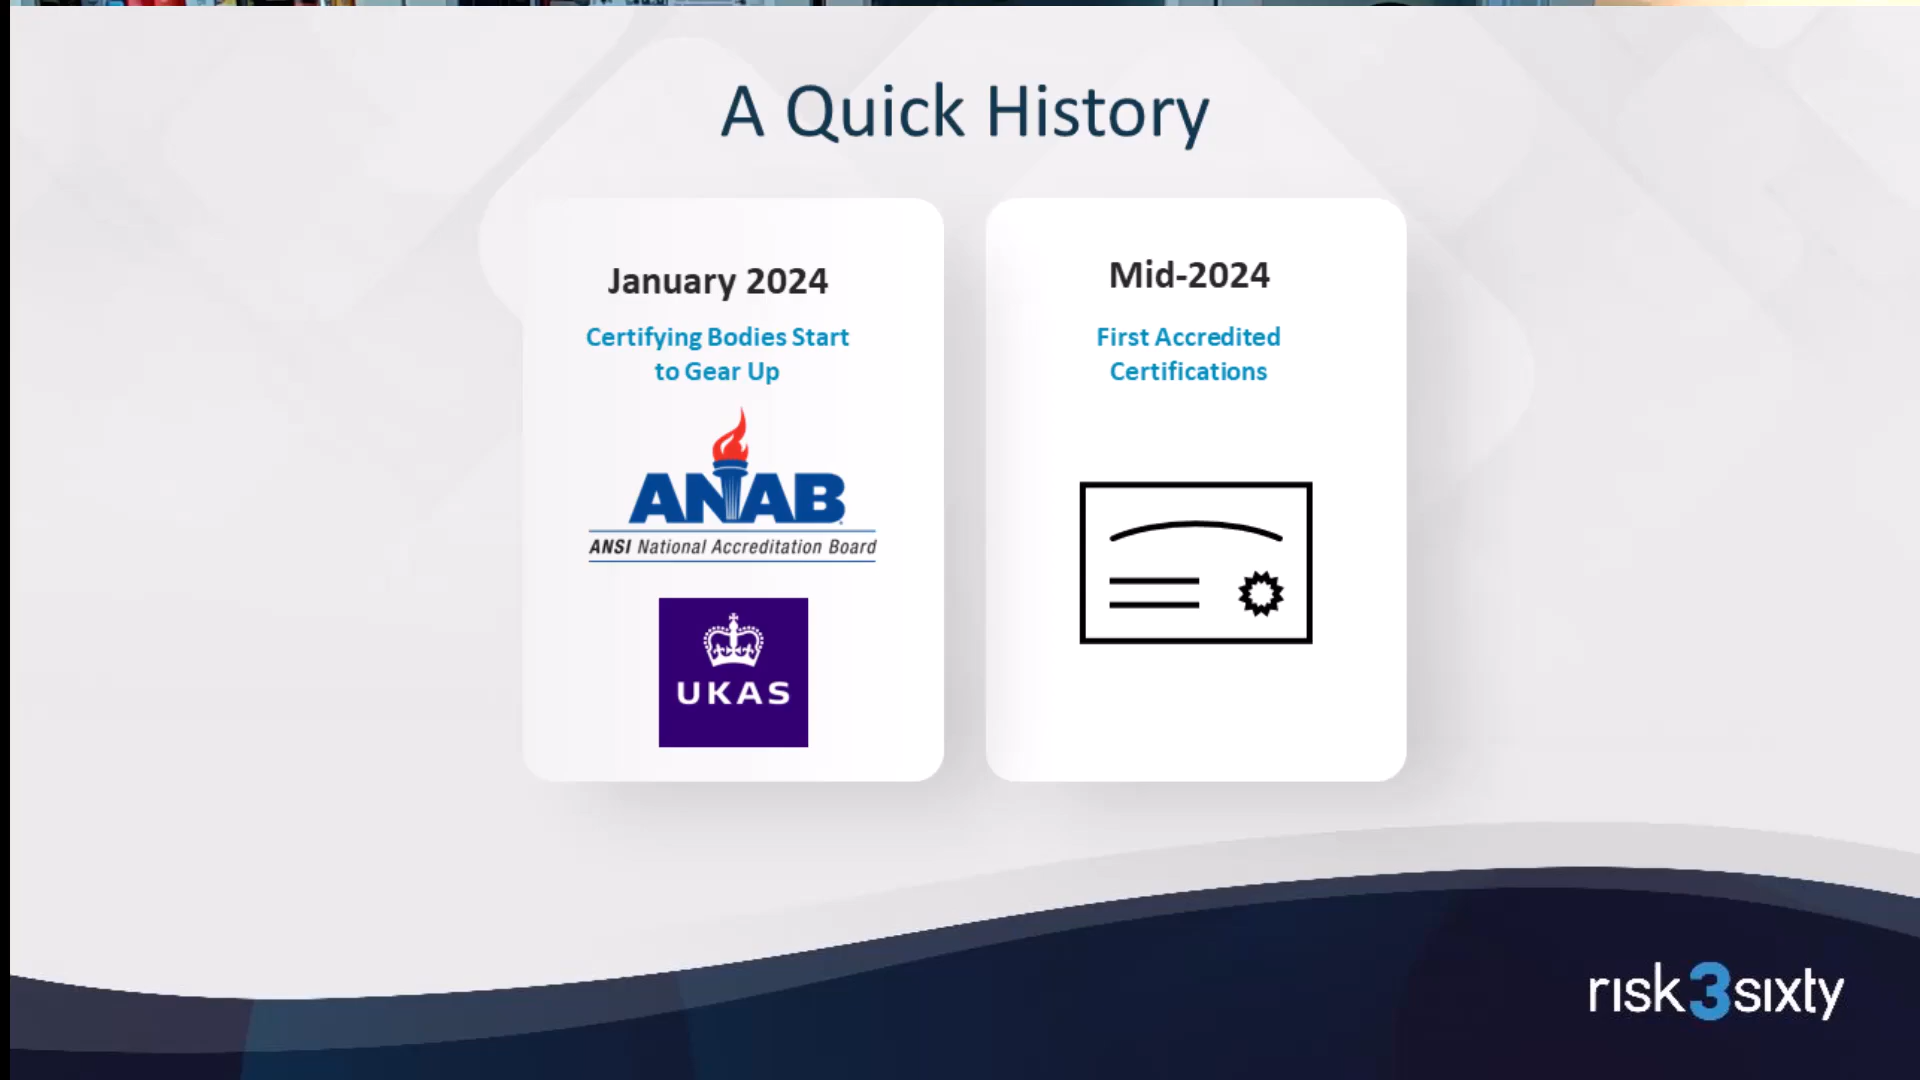 A Quick History
January 2024
Certifying Bodies Start
to Gear Up
ANAB
ANSI National Accreditation Board
UKAS
Mid-2024
First Accredited
Certifications
risk3sixty